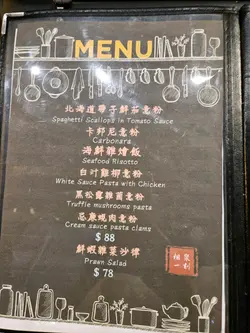 MENU
北海道帶子鮮茄意粉
Spaghetti Scallops in Tomato Sauce
卡邦尼意粉
Carbonara
海鮮雜燴飯
Seafood Risotto
白汁雞柳意粉
White Sauce Pasta with Chicken
黑松露雜菌意粉
Truffle mushrooms pasta
忌廉蜆肉意粉
Cream sauce pasta clams
$ 88
鮮蝦雜菜沙律
Prawn Salad
$ 78